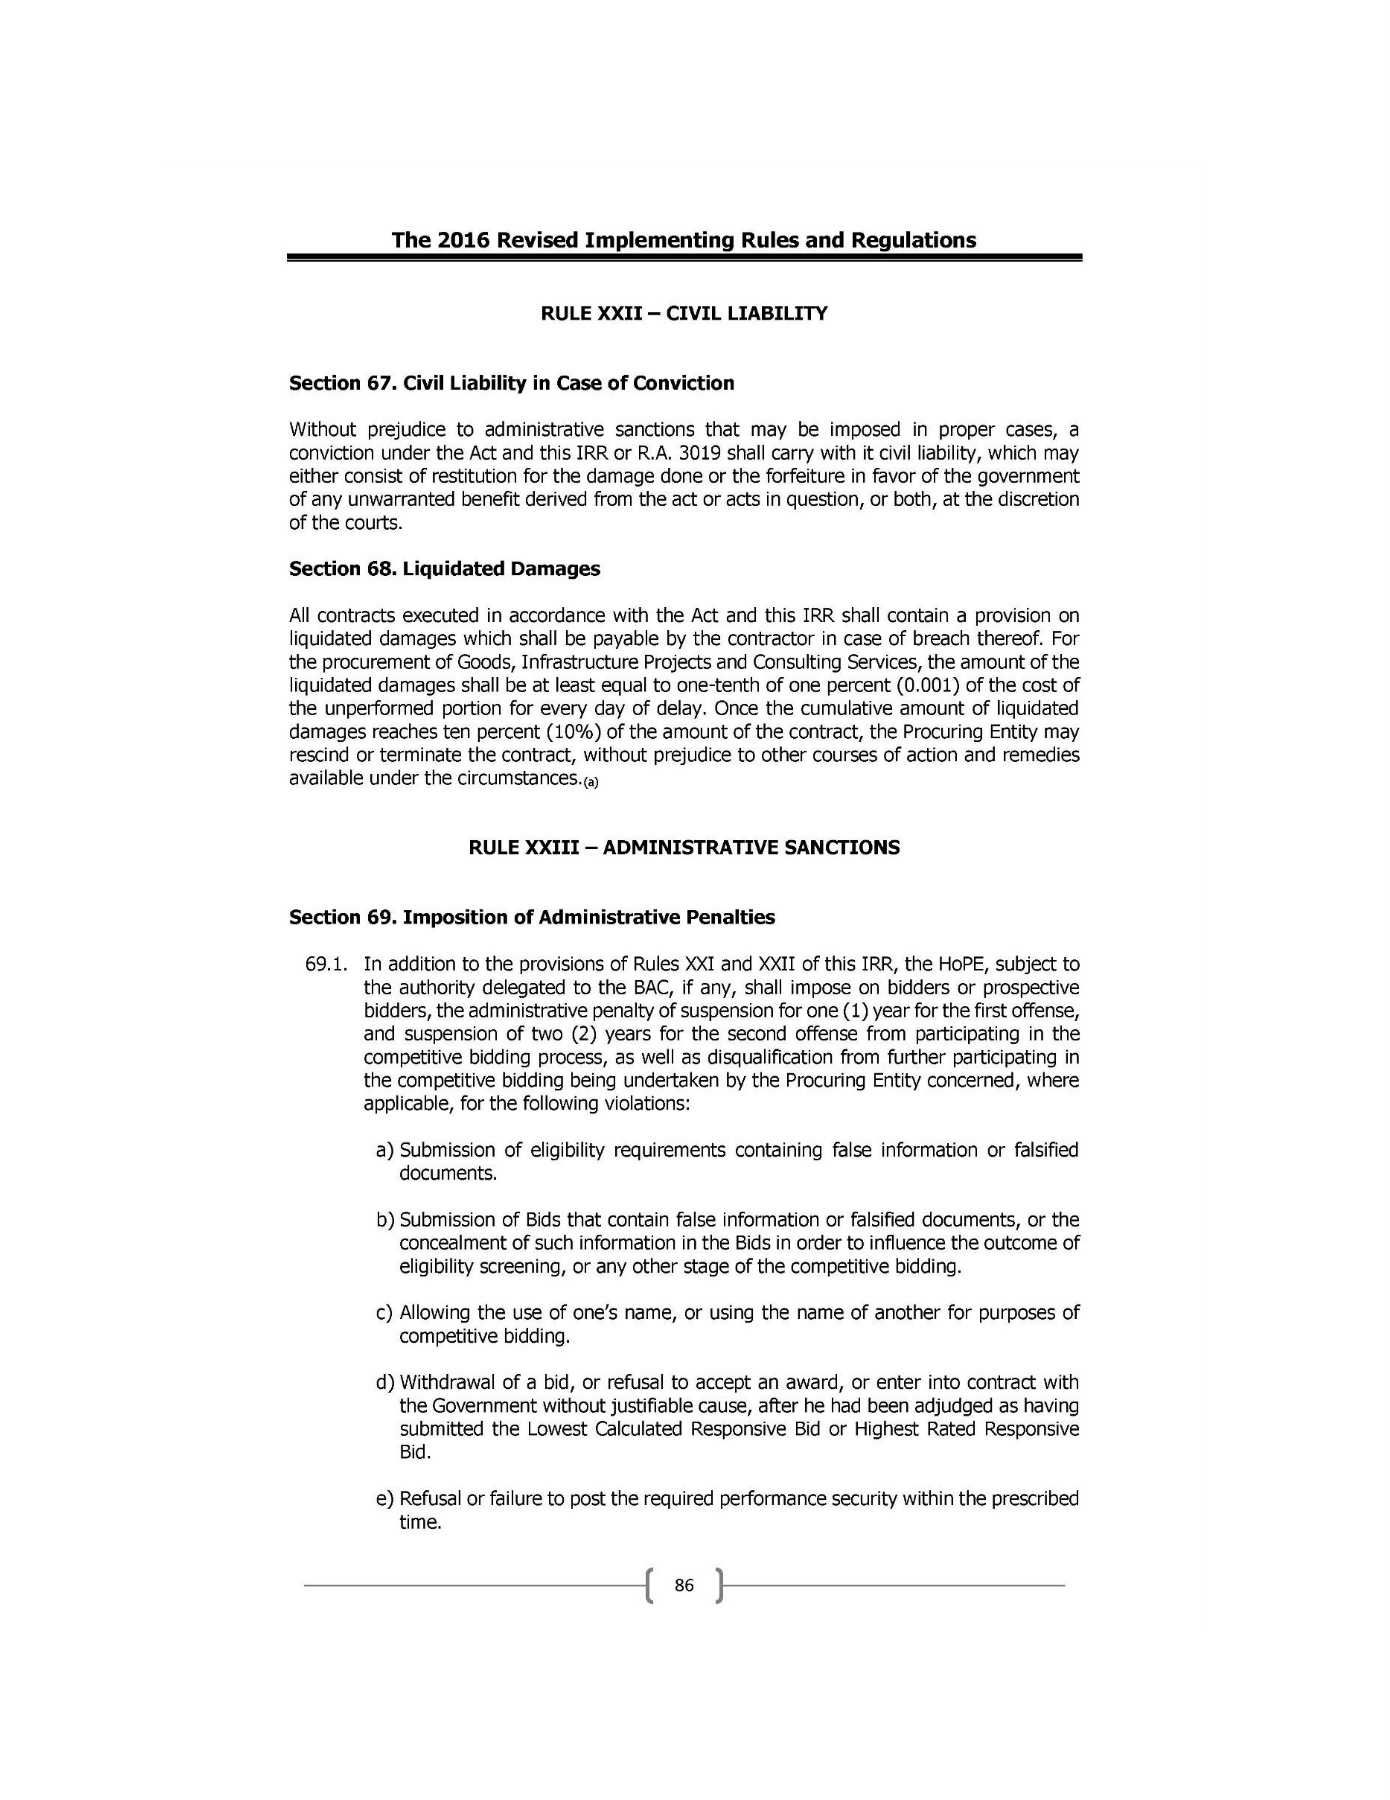 The 2016 Revised Implementing Rules and Regulations
RULE XXII – CIVIL LIABILITY
Section 67. Civil Liability in Case of Conviction
Without prejudice to administrative sanctions that may be imposed in proper cases, a
conviction under the Act and this IRR or R.A. 3019 shall carry with it civil liability, which may
either consist of restitution for the damage done or the forfeiture in favor of the government
of any unwarranted benefit derived from the act or acts in question, or both, at the discretion
of the courts.
Section 68. Liquidated Damages
All contracts executed in accordance with the Act and this IRR shall contain a provision on
liquidated damages which shall be payable by the contractor in case of breach thereof. For
the procurement of Goods, Infrastructure Projects and Consulting Services, the amount of the
liquidated damages shall be at least equal to one-tenth of one percent (0.001) of the cost of
the unperformed portion for every day of delay. Once the cumulative amount of liquidated
damages reaches ten percent (10%) of the amount of the contract, the Procuring Entity may
rescind or terminate the contract, without prejudice to other courses of action and remedies
available under the circumstances.(a)
RULE XXIII – ADMINISTRATIVE SANCTIONS
Section 69. Imposition of Administrative Penalties
69.1. In addition to the provisions of Rules XXI and XXII of this IRR, the HoPE, subject to
the authority delegated to the BAC, if any, shall impose on bidders or prospective
bidders, the administrative penalty of suspension for one (1) year for the first offense,
and suspension of two (2) years for the second offense from participating in the
competitive bidding process, as well as disqualification from further participating in
the competitive bidding being undertaken by the Procuring Entity concerned, where
applicable, for the following violations:
a) Submission of eligibility requirements containing false information or falsified
documents.
b) Submission of Bids that contain false information or falsified documents, or the
concealment of such information in the Bids in order to influence the outcome of
eligibility screening, or any other stage of the competitive bidding.
c) Allowing the use of one’s name, or using the name of another for purposes of
competitive bidding.
d) Withdrawal of a bid, or refusal to accept an award, or enter into contract with
the Government without justifiable cause, after he had been adjudged as having
submitted the Lowest Calculated Responsive Bid or Highest Rated Responsive
Bid.
e) Refusal or failure to post the required performance security within the prescribed
time.
86